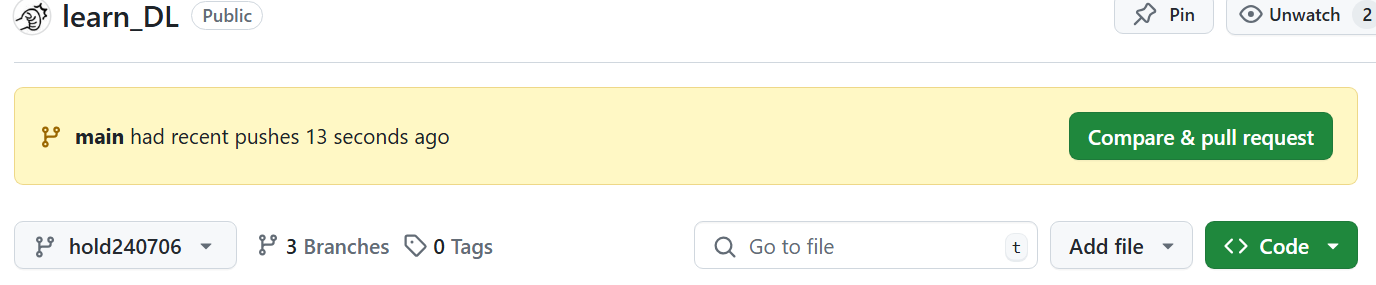 learn_DL Public Pin Unwatch 2
main had recent pushes 13 seconds ago Compare & pull request
hold240706 3 Branches 0 Tags Go to file t Add file Code